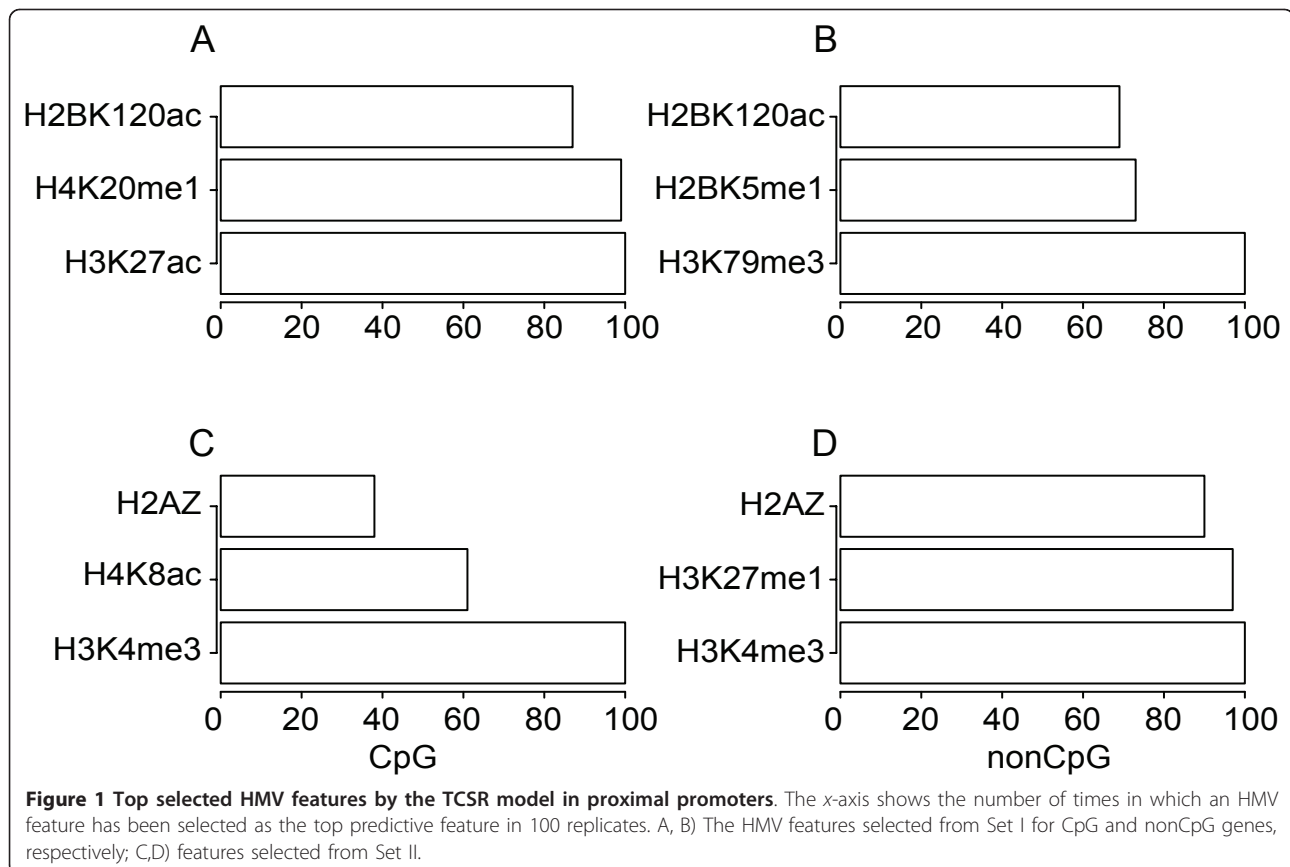 A
H2BK120ac
H4K20me1
H3K27ac
0 20 40 60 80 100
B
H2BK120ac
H2BK5me1
H3K79me3
0 20 40 60 80 100
C
H2AZ
H4K8ac
H3K4me3
0 20 40 60 80 100
CpG
D
H2AZ
H3K27me1
H3K4me3
0 20 40 60 80 100
nonCpG
Figure 1 Top selected HMV features by the TCSR model in proximal promoters. The x-axis shows the number of times in which an HMV
feature has been selected as the top predictive feature in 100 replicates. A, B) The HMV features selected from Set I for CpG and nonCpG genes,
respectively; C,D) features selected from Set II.